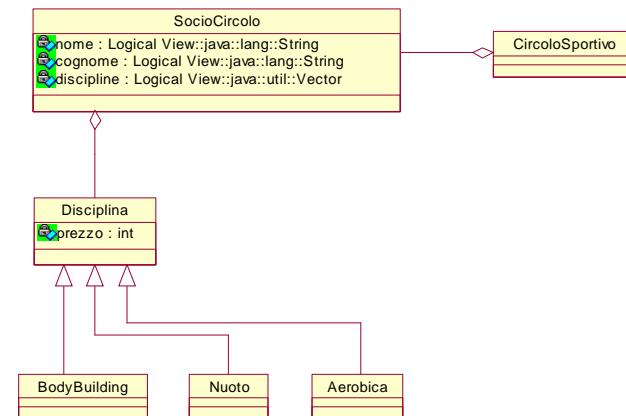 SocioCircolo
nome : Logical View::java::lang::String
cognome : Logical View::java::lang::String
discipline : Logical View::java::util::Vector
CircoloSportivo
Disciplina
prezzo : int
BodyBuilding
Nuoto
Aerobica